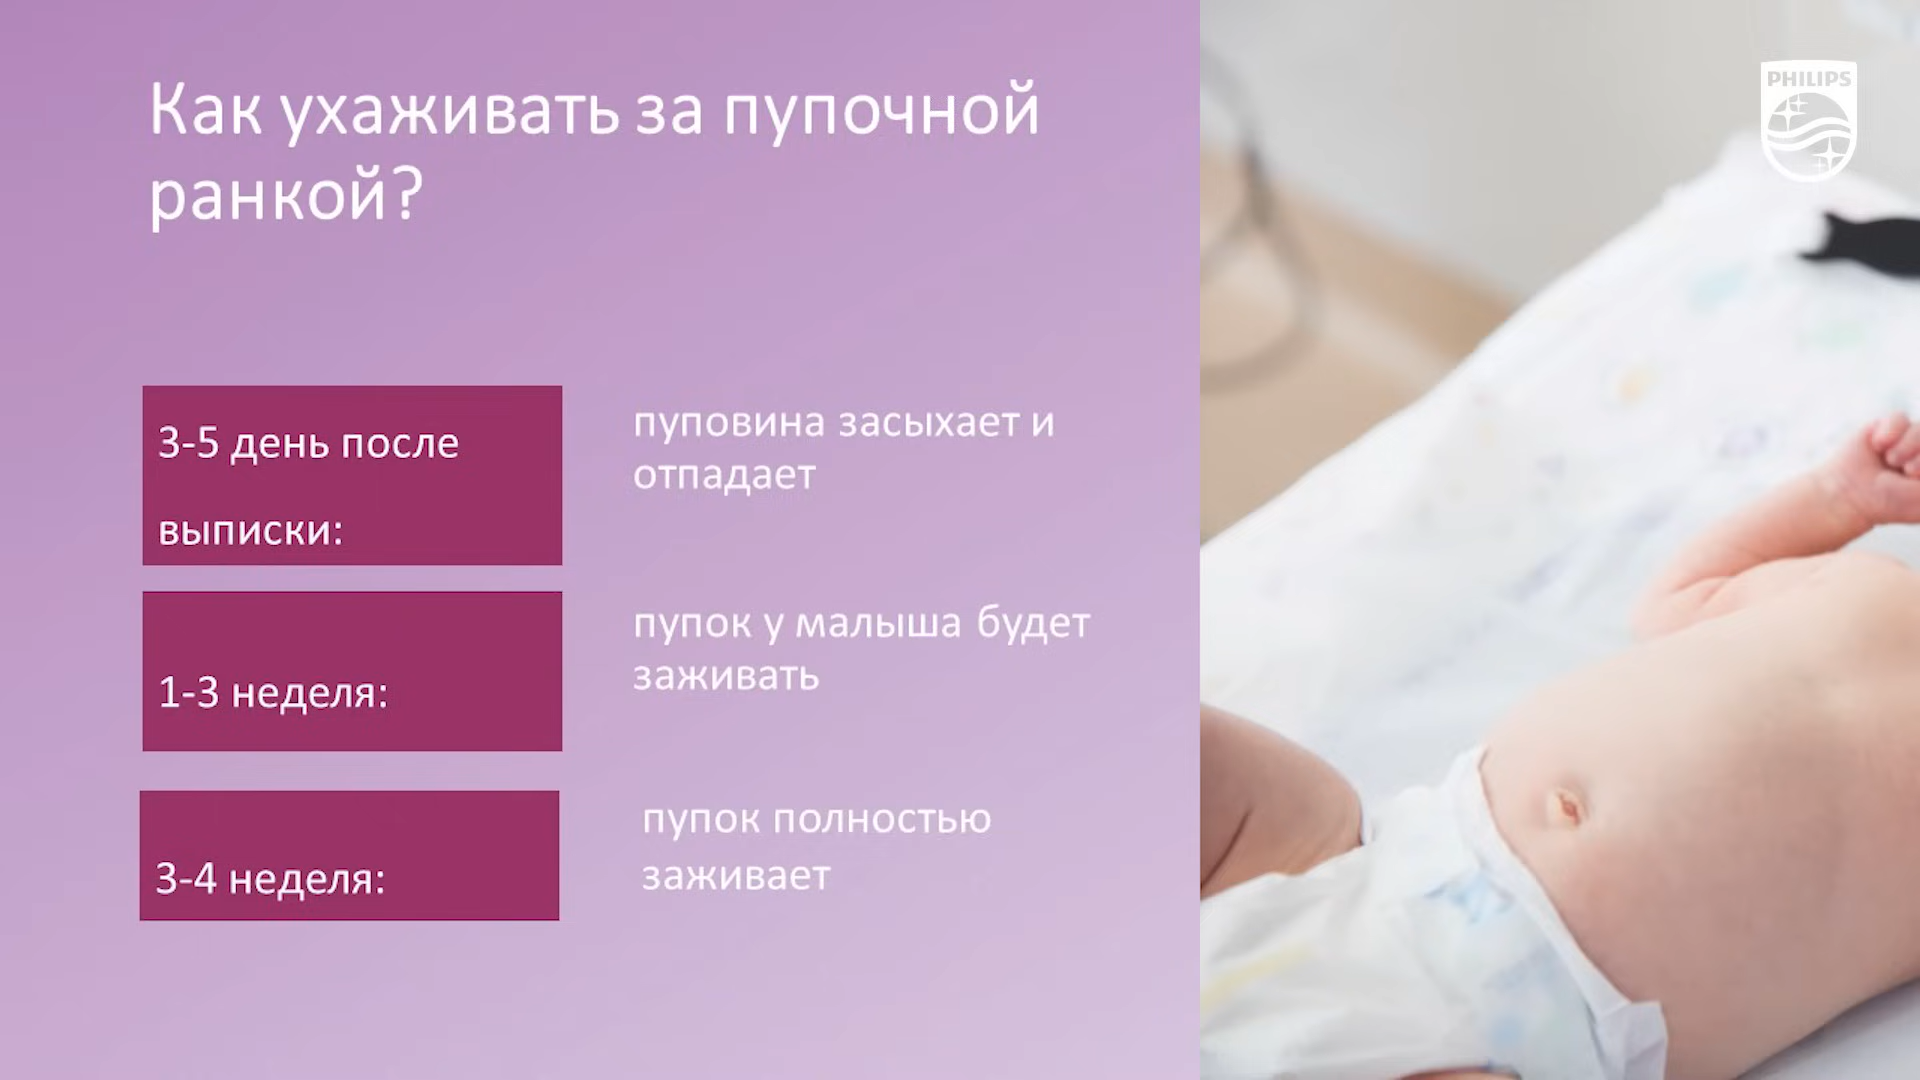 Как ухаживать за пупочной
ранкой?
PHILIPS
3-5 день после
выписки:
пуповина засыхает и
отпадает
1-3 неделя:
пупок у малыша будет
заживать
3-4 неделя:
пупок полностью
заживает